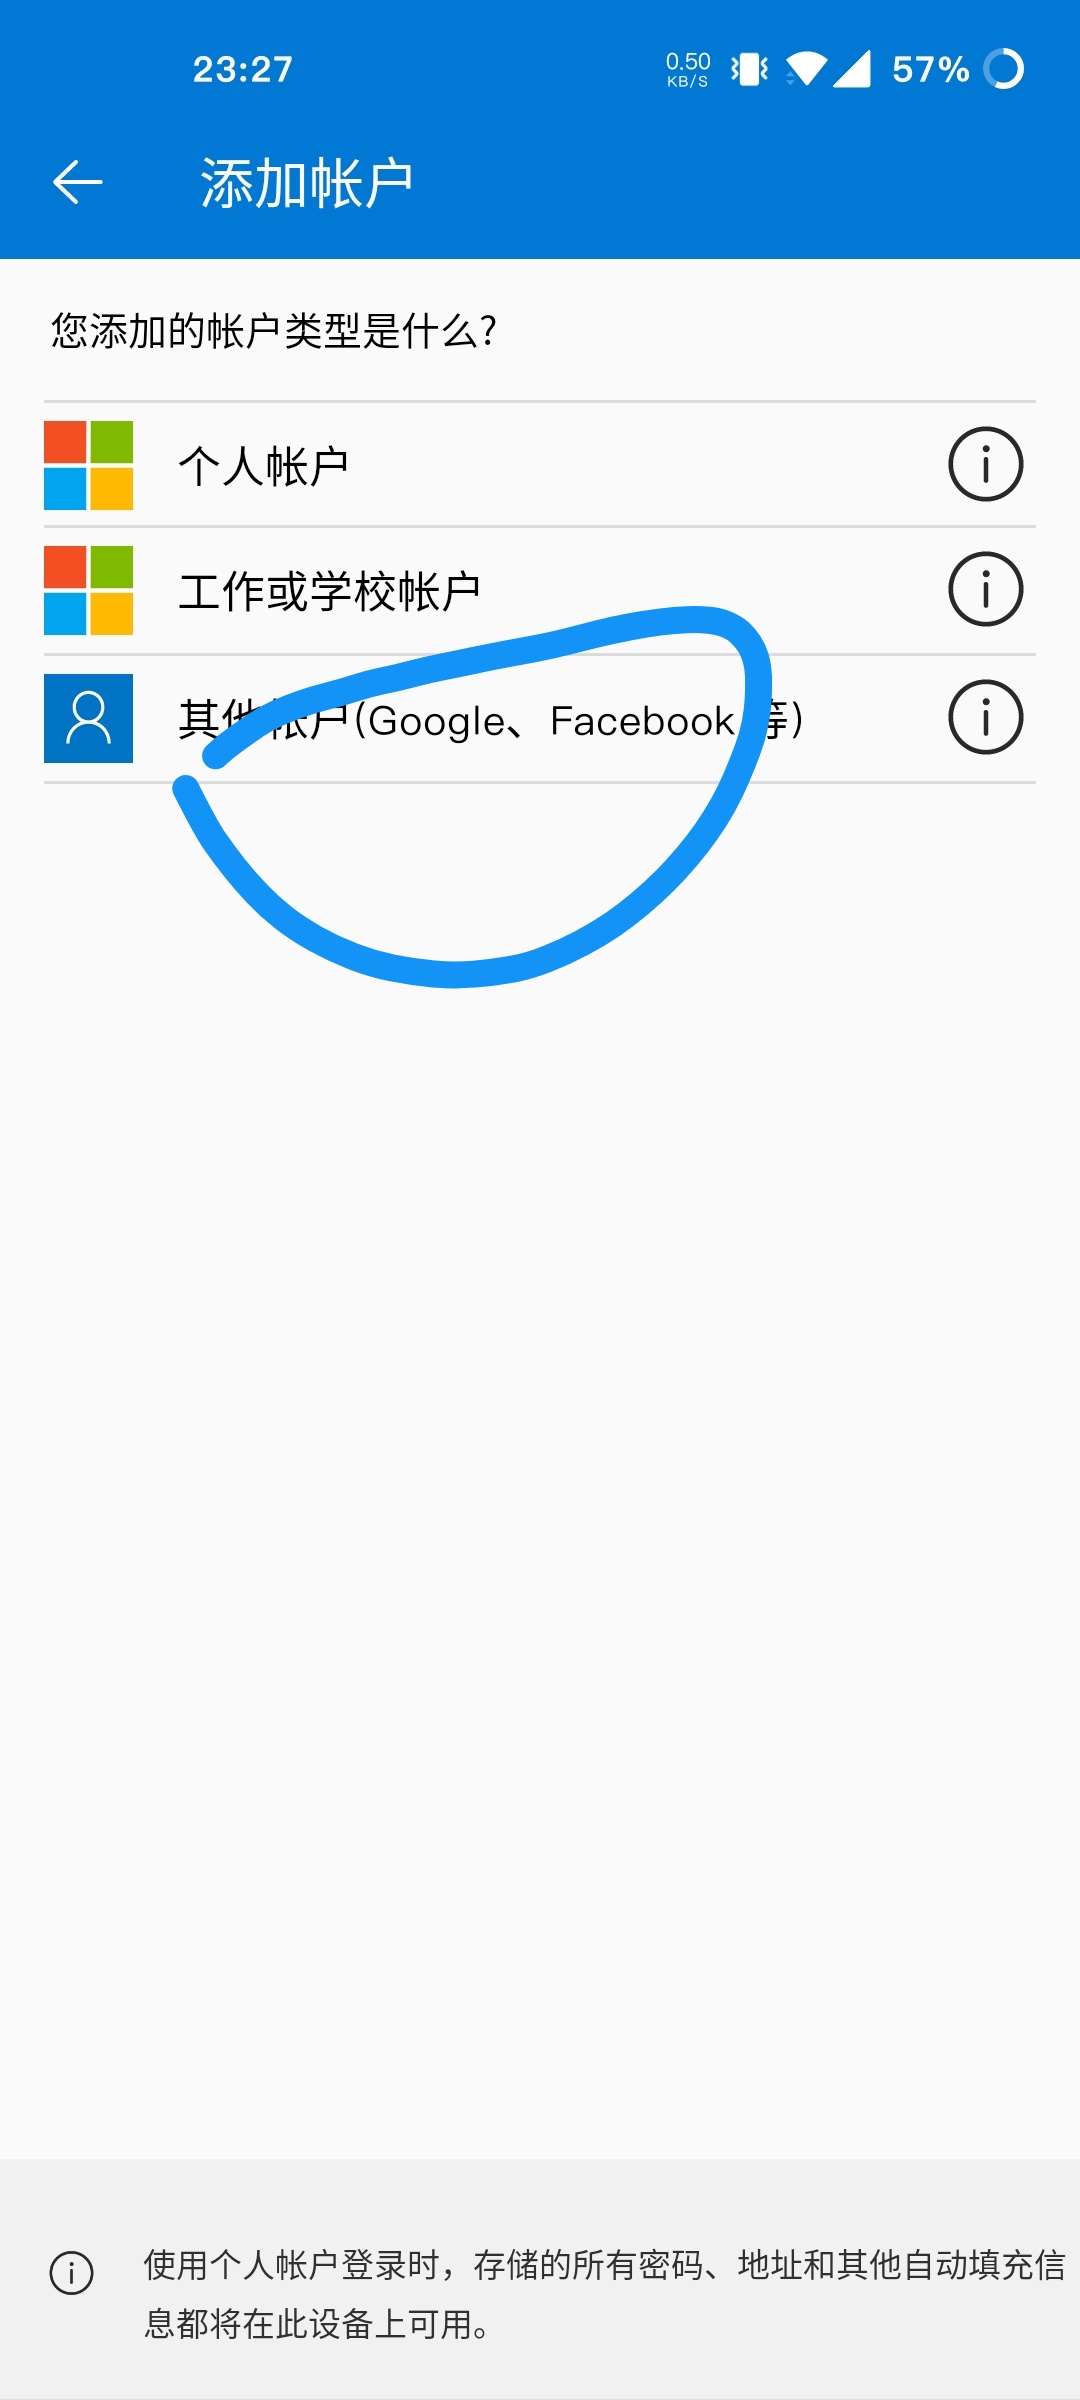 23:27 0.50 KB/S 57%
添加帐户
您添加的帐户类型是什么?
个人帐户
工作或学校帐户
其他帐户(Google、Facebook 等)
使用个人帐户登录时，存储的所有密码、地址和其他自动填充信
息都将在此设备上可用。